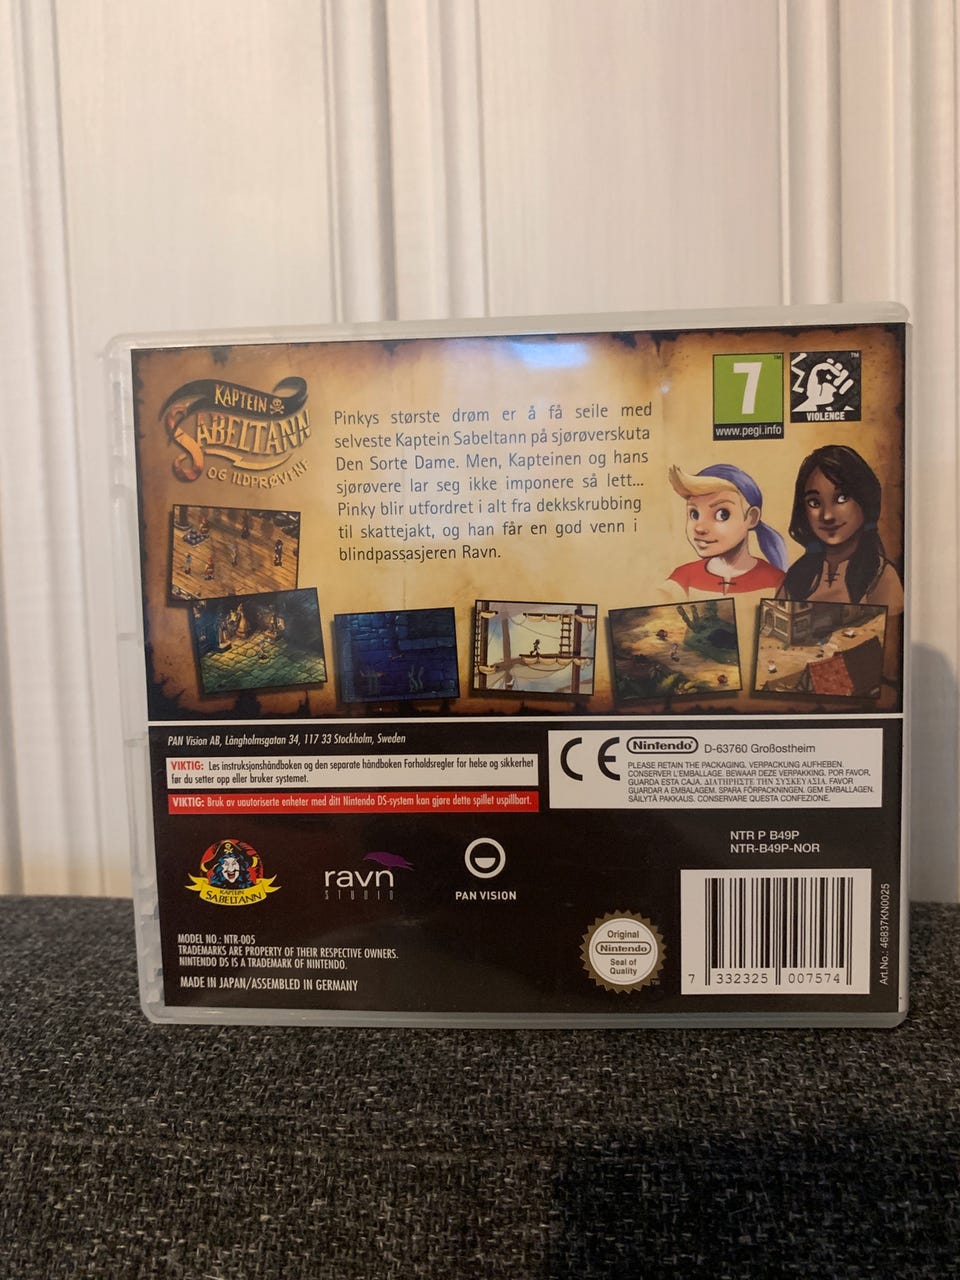 KAPTEIN
SABELTANN
OG ILDPRØVENE
Pinkys største drøm er å få seile med
selveste Kaptein Sabeltann på sjørøverskuta
Den Sorte Dame. Men, Kapteinen og hans
sjørøvere lar seg ikke imponere så lett...
Pinky blir utfordret i alt fra dekkskrubbing
til skattejakt, og han får en god venn i
blindpassasjeren Ravn.
7
™
www.pegi.info
™
VIOLENCE
PAN Vision AB, Långholmsgatan 34, 117 33 Stockholm, Sweden
VIKTIG: Les instruksjonshåndboken og den separate håndboken Forholdsregler for helse og sikkerhet
før du setter opp eller bruker systemet.
VIKTIG: Bruk av uautoriserte enheter med ditt Nintendo DS-system kan gjøre dette spillet uspillbart.
CE
Nintendo® D-63760 Großostheim
PLEASE RETAIN THE PACKAGING. VERPACKUNG AUFHEBEN.
CONSERVER L'EMBALLAGE. BEWAAR DEZE VERPAKKING. POR FAVOR,
GUARDA ESTA CAJA. ΔΙΑΤΗΡΗΣΤΕ ΤΗΝ ΣΥΣΚΕΥΑΣΙΑ. FAVOR
GUARDAR A EMBALAGEM. SPARA FÖRPACKNINGEN. GEM EMBALLAGEN.
SÄILYTÄ PAKKAUS. CONSERVARE QUESTA CONFEZIONE.
NTR P B49P
NTR-B49P-NOR
KAPTEIN
SABELTANN
ravn
STUDIO
PAN VISION
MODEL NO.: NTR-005
TRADEMARKS ARE PROPERTY OF THEIR RESPECTIVE OWNERS.
NINTENDO DS IS A TRADEMARK OF NINTENDO.
MADE IN JAPAN/ASSEMBLED IN GERMANY
Original
Nintendo®
Seal of
Quality
™
7 332325 007574
Art.No.: 46837KN0025